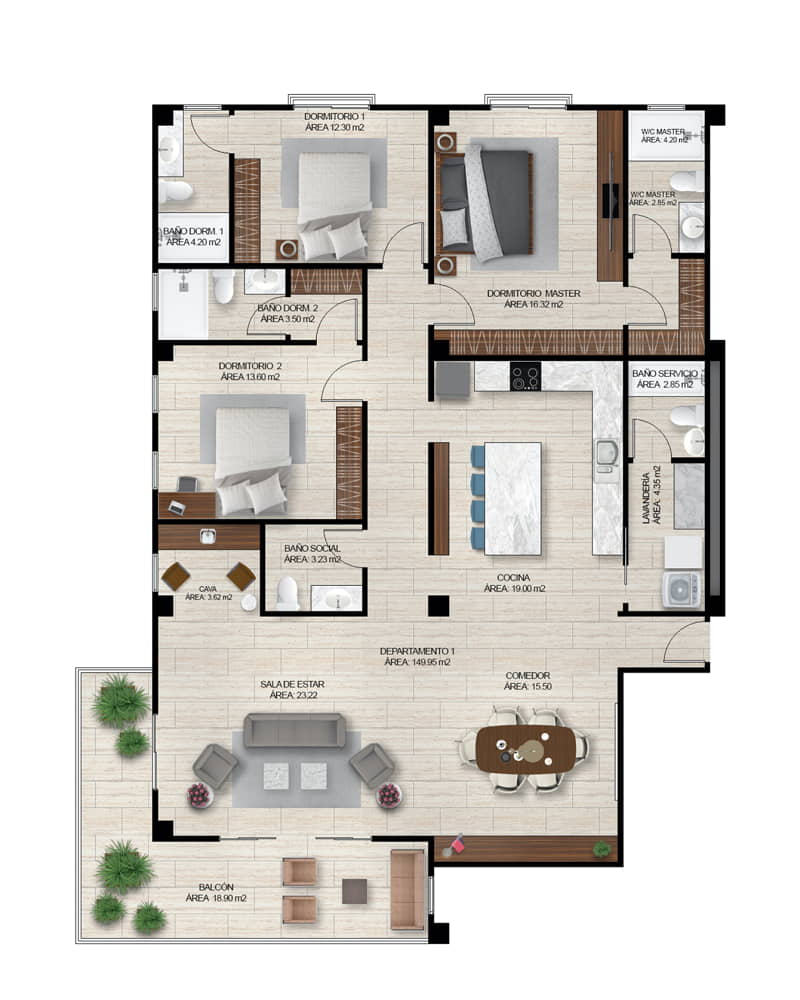 DORMITORIO 1
ÁREA 12.30 m2
W/C MASTER
ÁREA: 4.20 m2
W/C MASTER
ÁREA: 2.85 m2
BAÑO DORM. 1
ÁREA 4.20 m2
DORMITORIO MASTER
ÁREA 16.32 m2
BAÑO DORM. 2
ÁREA 3.50 m2
DORMITORIO 2
ÁREA 13.60 m2
BAÑO SERVICIO
ÁREA 2.85 m2
LAVANDERÍA
ÁREA: 4.35 m2
BAÑO SOCIAL
ÁREA: 3.23 m2
CAVA
ÁREA: 3.62 m2
COCINA
ÁREA: 19.00 m2
DEPARTAMENTO 1
ÁREA: 149.95 m2
SALA DE ESTAR
ÁREA: 23,22
COMEDOR
ÁREA: 15.50
BALCÓN
ÁREA 18.90 m2